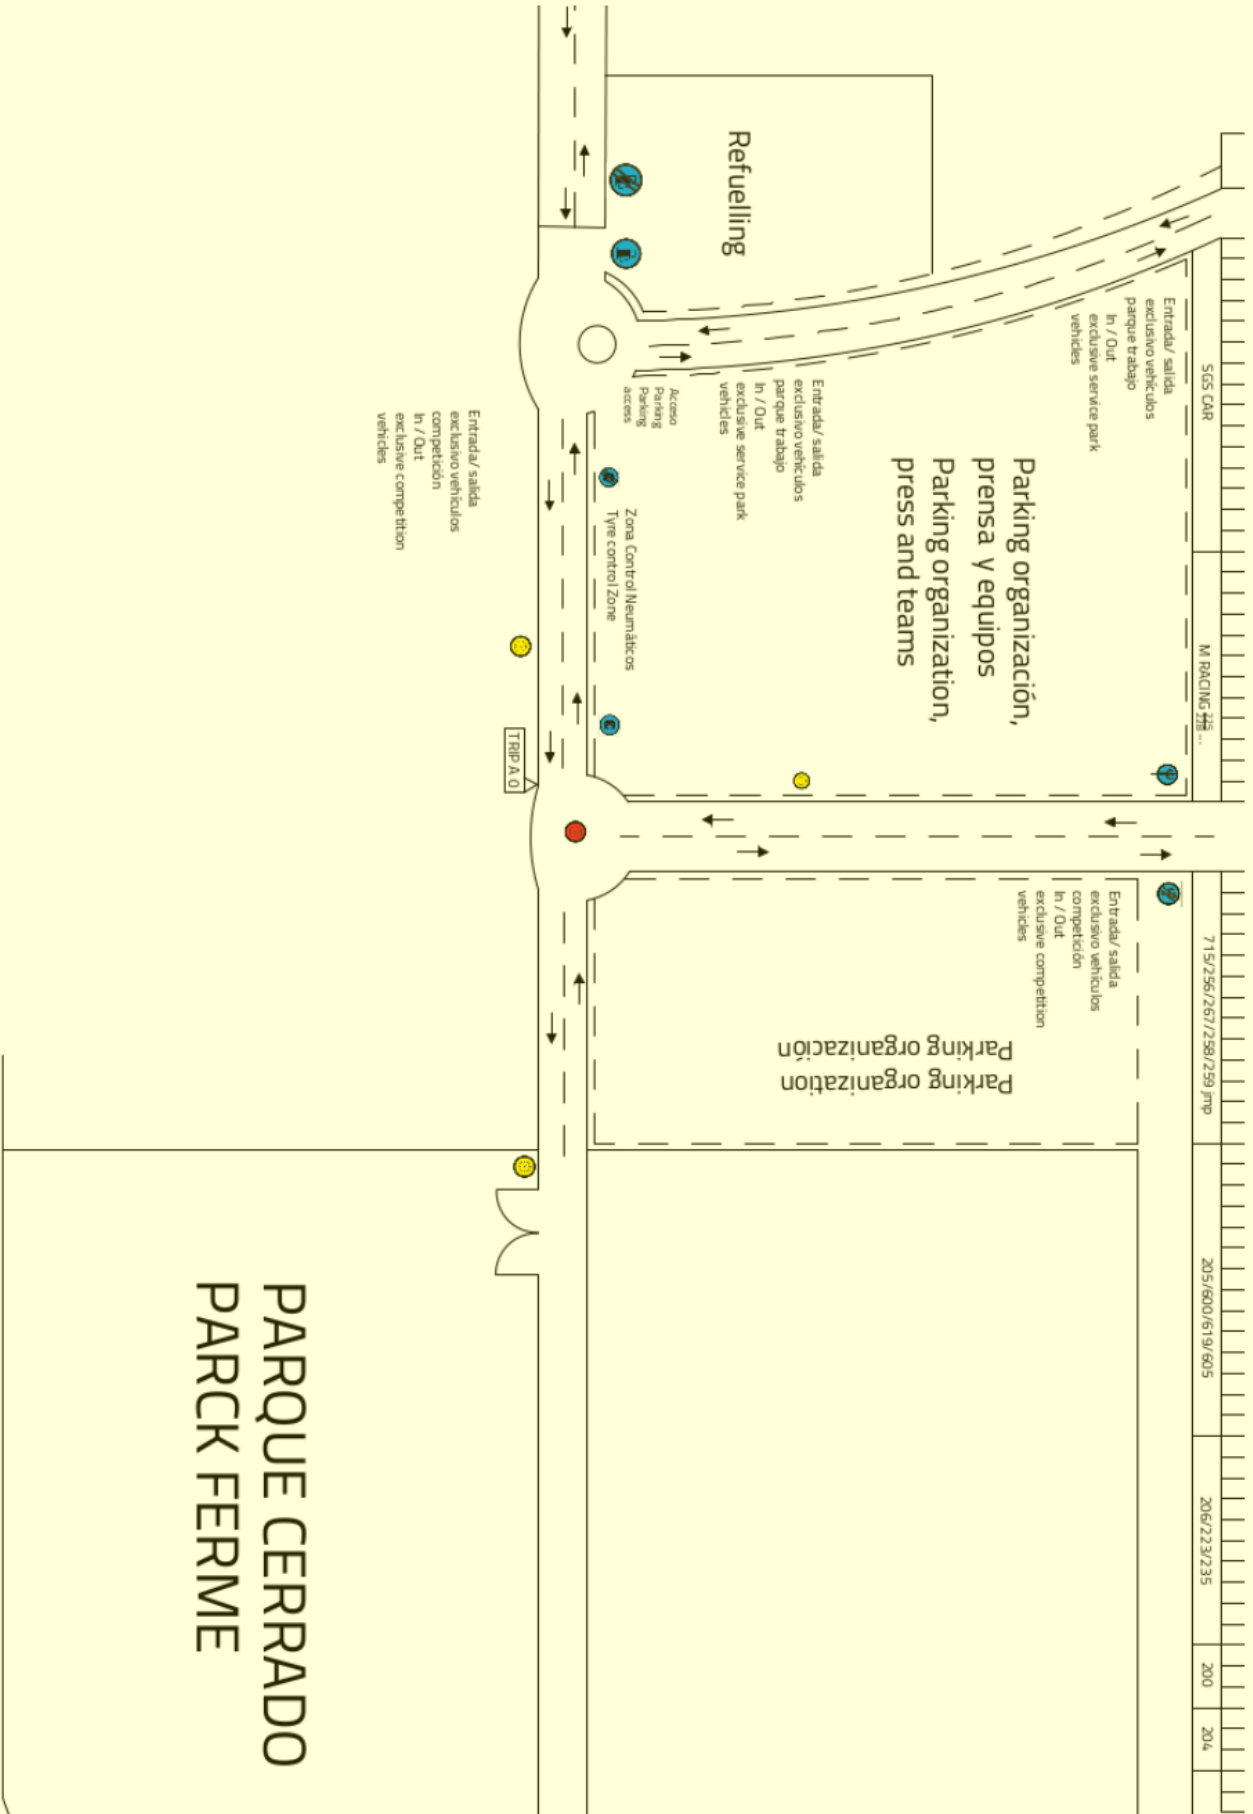 Refuelling
Entrada/ salida
exclusivo vehículos
parque trabajo
In / Out
exclusive service park
vehicles
SGS CAR
Acceso
Parking
Parking
access
Entrada/ salida
exclusivo vehículos
parque trabajo
In / Out
exclusive service park
vehicles
Entrada/ salida
exclusivo vehículos
competición
In / Out
exclusive competition
vehicles
Parking organización,
prensa y equipos
Parking organization,
press and teams
Zona Control Neumáticos
Tyre control Zone
M RACING
TRIP A 0
Entrada/ salida
exclusivo vehículos
competición
In / Out
exclusive competition
vehicles
715/256/267/258/259 jmp
Parking organización
Parking organization
205/600/619/605
PARQUE CERRADO
PARCK FERME
206/223/235
200
204